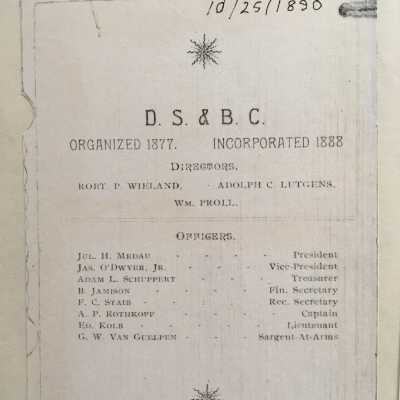 10/25/1890
D. S. & B. C.
ORGANIZED 1877. INCORPORATED 1888
DIRECTORS.
ROBT. P. WIELAND, ADOLPH C. LUTGENS,
WM. PROLL.
OFFICERS.
JUL. H. MEDAU - - - - President
JAS. O'DWYER, JR. - - - - Vice-President
ADAM L. SCHUPPERT - - - - Treasurer
B. JAMISON - - - - Fin. Secretary
F. C. STAIB - - - - Rec. Secretary
A. P. ROTHKOPF - - - - Captain
ED. KOLB - - - - Lieutenant
G. W. VAN GUELPEN - - - Sargent-At-Arms